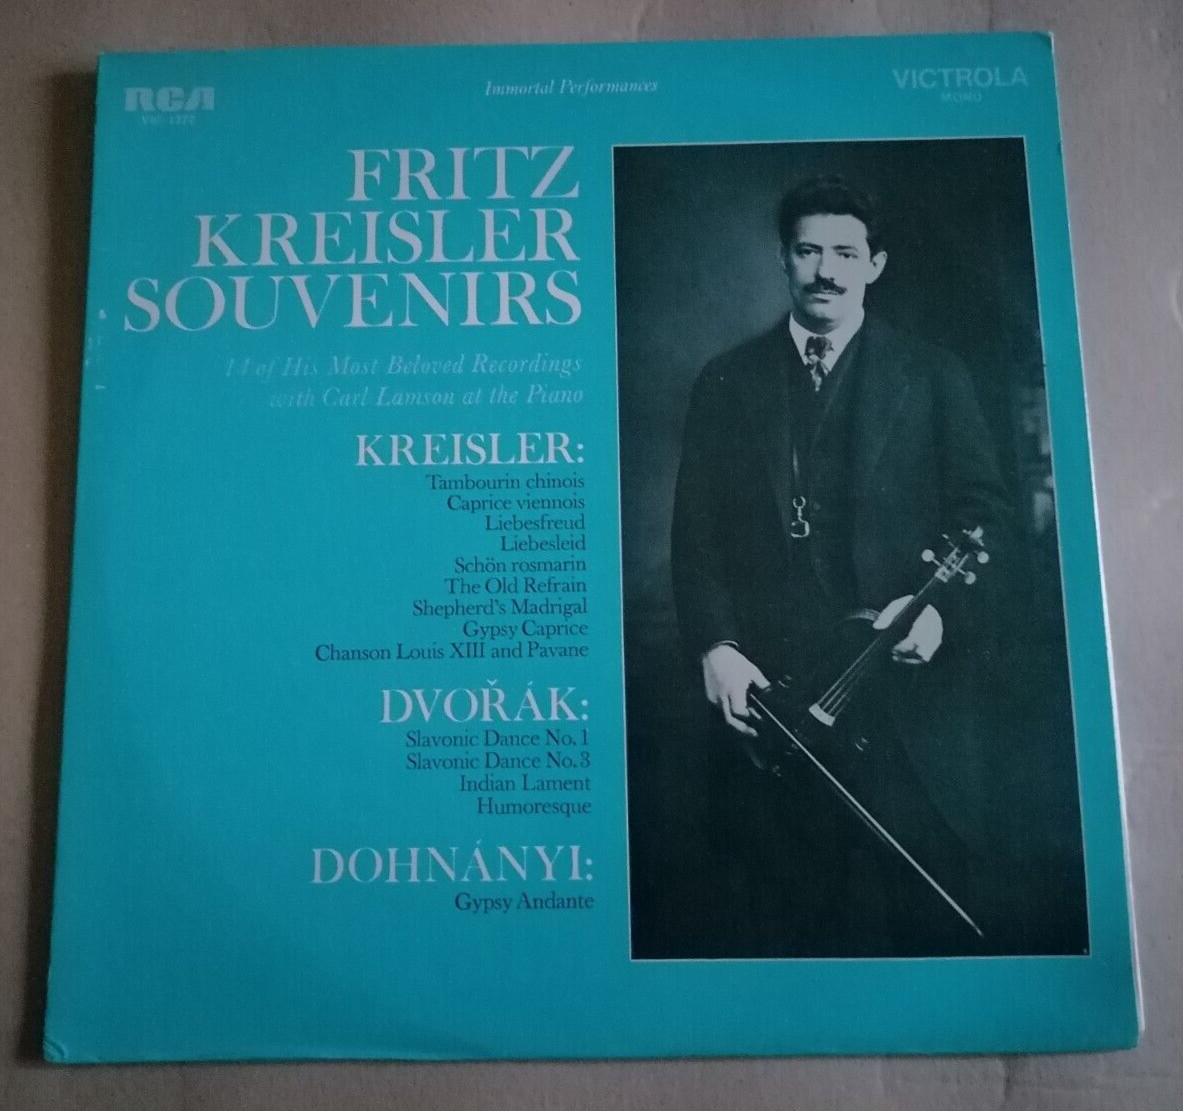 RCA
VIC-1372
Immortal Performances
VICTROLA
MONO
FRITZ
KREISLER
SOUVENIRS
14 of His Most Beloved Recordings
with Carl Lamson at the Piano
KREISLER:
Tambourin chinois
Caprice viennois
Liebesfreud
Liebesleid
Schön rosmarin
The Old Refrain
Shepherd's Madrigal
Gypsy Caprice
Chanson Louis XIII and Pavane
DVOŘÁK:
Slavonic Dance No. 1
Slavonic Dance No. 3
Indian Lament
Humoresque
DOHNÁNYI:
Gypsy Andante